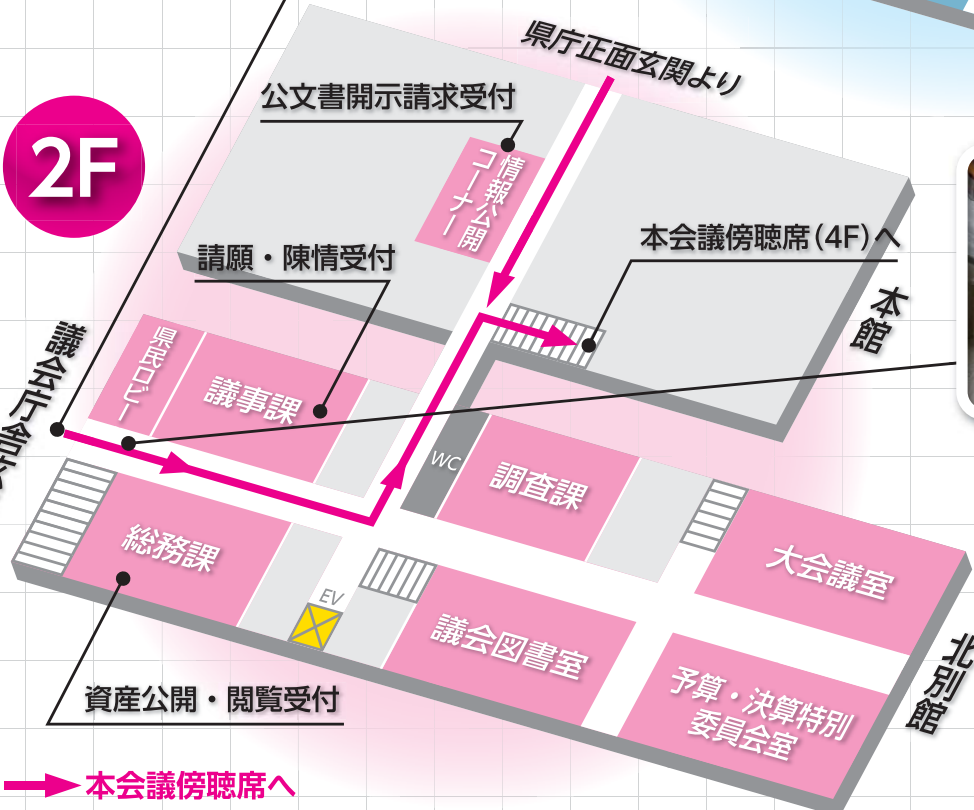 県庁正面玄関より
公文書開示請求受付
2F
情報公開
コーナー
本会議傍聴席(4F)へ
請願・陳情受付
本館
議会庁舎
県民ロビー
議事課
WC
調査課
総務課
大会議室
EV
議会図書室
北別館
予算・決算特別
委員会室
資産公開・閲覧受付
本会議傍聴席へ